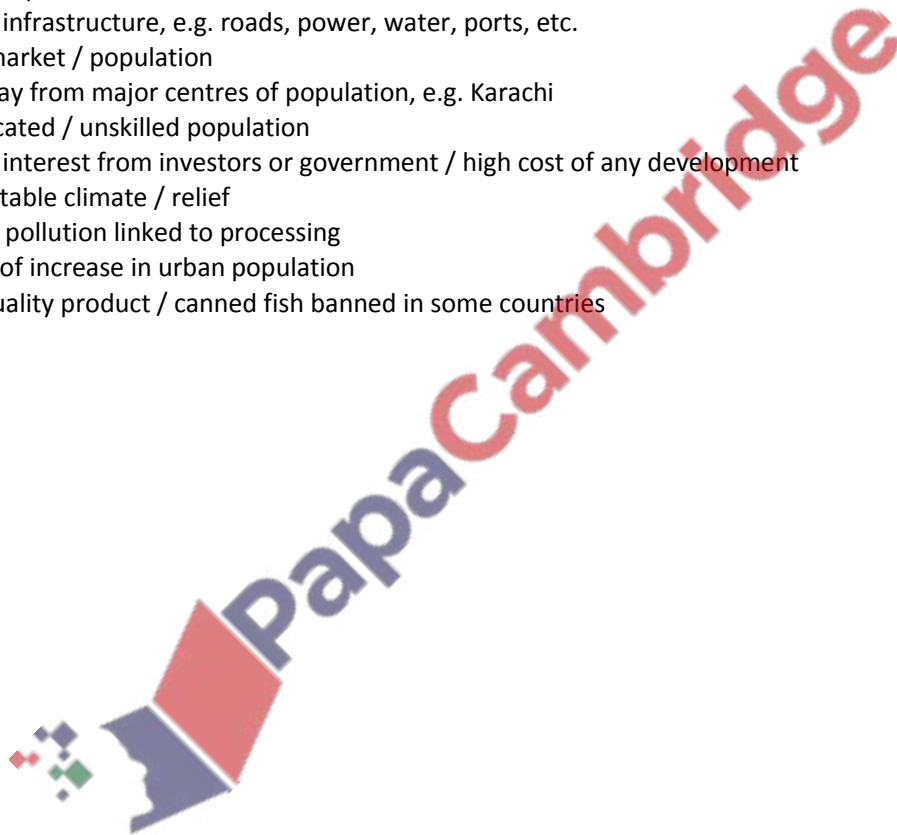 infrastructure, e.g. roads, power, water, ports, etc.
market / population
ay from major centres of population, e.g. Karachi
cated / unskilled population
interest from investors or government / high cost of any development
table climate / relief
pollution linked to processing
of increase in urban population
uality product / canned fish banned in some countries
PapaCambridge